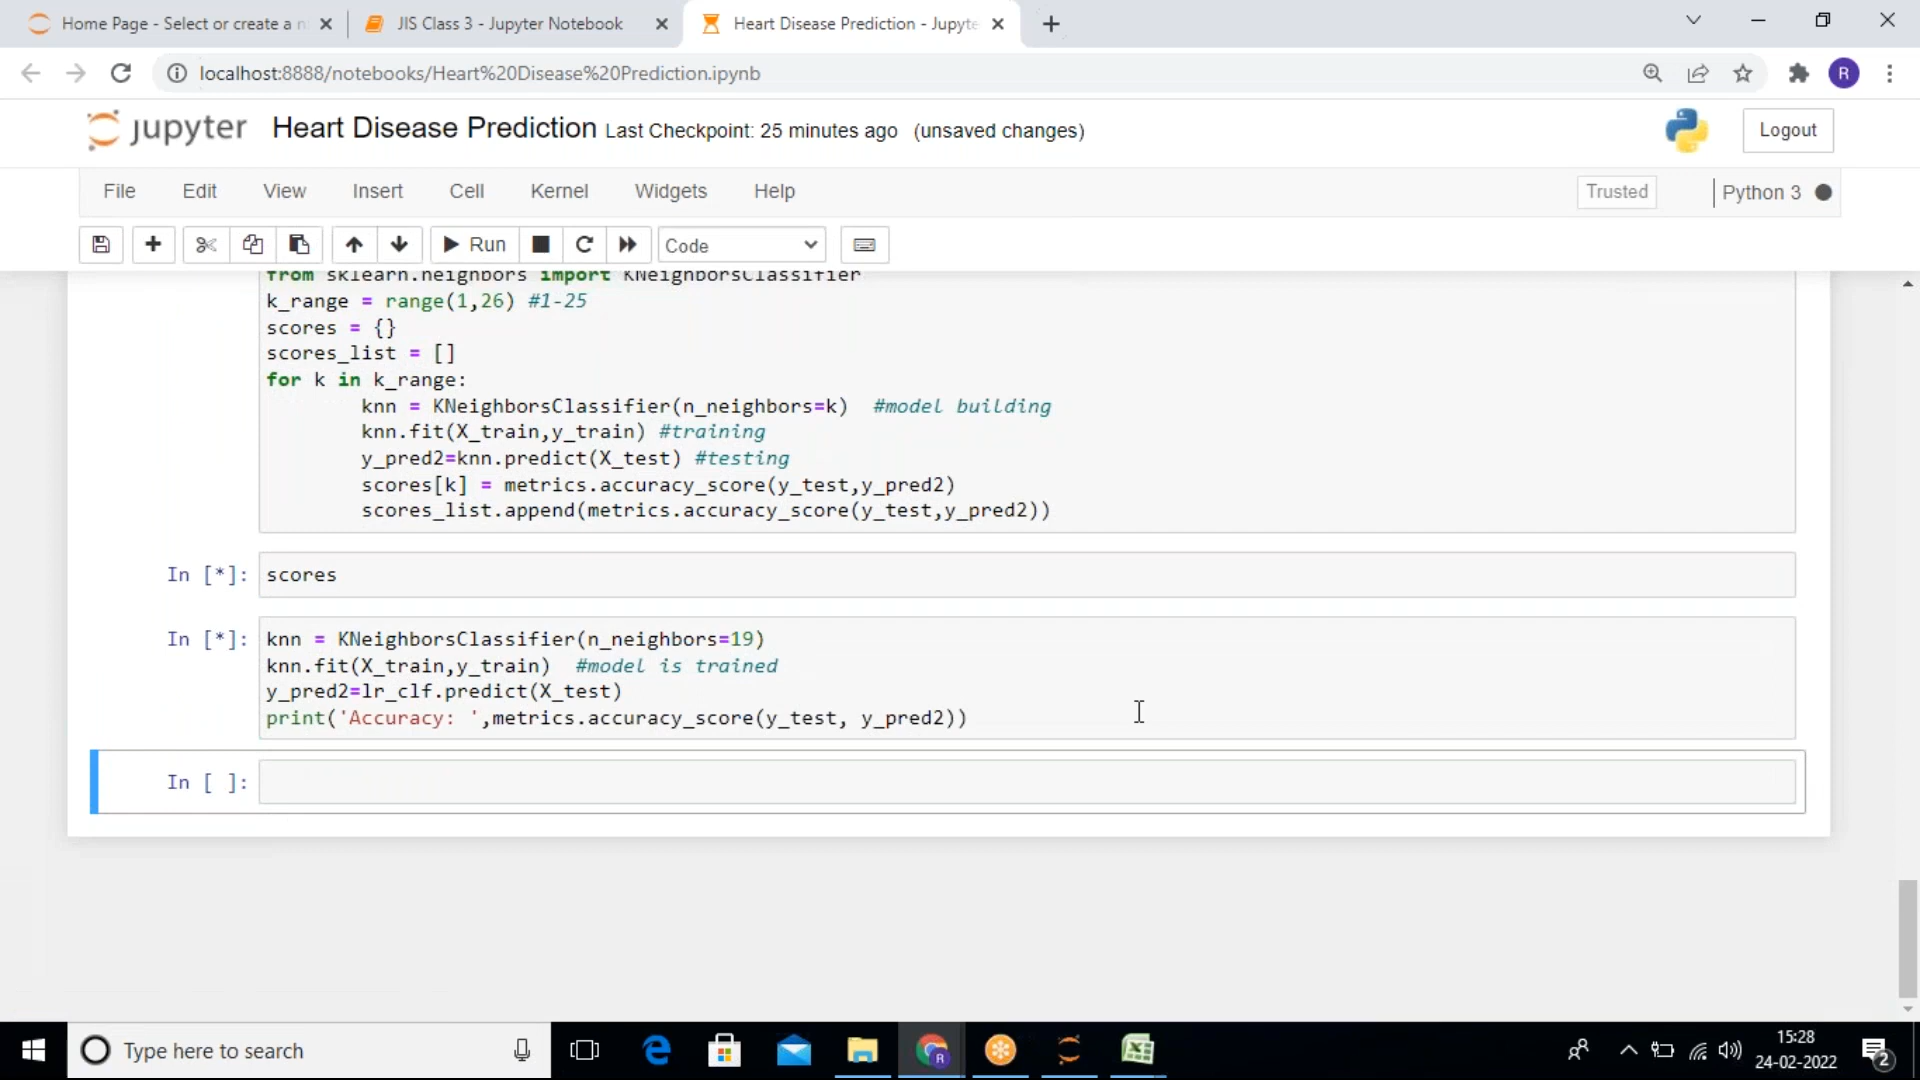 Home Page - Select or create a n
JIS Class 3 - Jupyter Notebook
Heart Disease Prediction - Jupyte
localhost:8888/notebooks/Heart%20Disease%20Prediction.ipynb
R
jupyter Heart Disease Prediction Last Checkpoint: 25 minutes ago (unsaved changes)
Logout
File Edit View Insert Cell Kernel Widgets Help
Trusted
Python 3
Run
Code
from sklearn.neighbors import KNeighborsClassifier
k_range = range(1,26) #1-25
scores = {}
scores_list = []
for k in k_range:
knn = KNeighborsClassifier(n_neighbors=k) #model building
knn.fit(X_train,y_train) #training
y_pred2=knn.predict(X_test) #testing
scores[k] = metrics.accuracy_score(y_test,y_pred2)
scores_list.append(metrics.accuracy_score(y_test,y_pred2))
In [*]: scores
In [*]: knn = KNeighborsClassifier(n_neighbors=19)
knn.fit(X_train,y_train) #model is trained
y_pred2=lr_clf.predict(X_test)
print('Accuracy: ',metrics.accuracy_score(y_test, y_pred2))
In [ ]:
Type here to search
R
15:28
24-02-2022
2